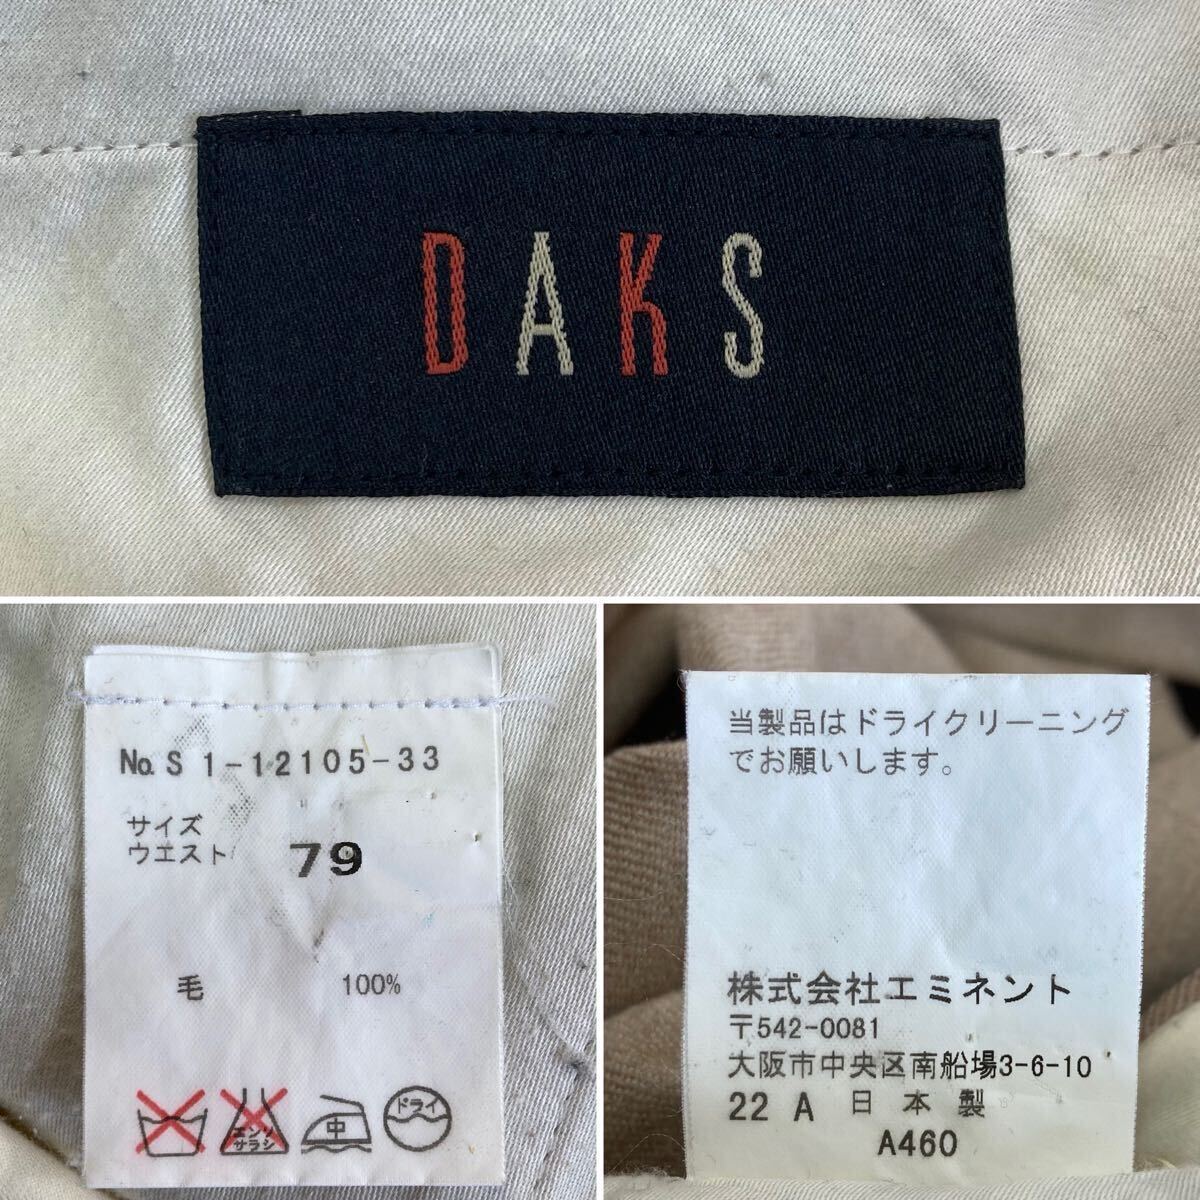 DAKS
No.S 1-12105-33
サイズ
ウエスト 79
毛 100%
エンソ
サラシ
中
ドライ
当製品はドライクリーニング
でお願いします。
株式会社エミネント
〒542-0081
大阪市中央区南船場3-6-10
22 A 日本製
A460